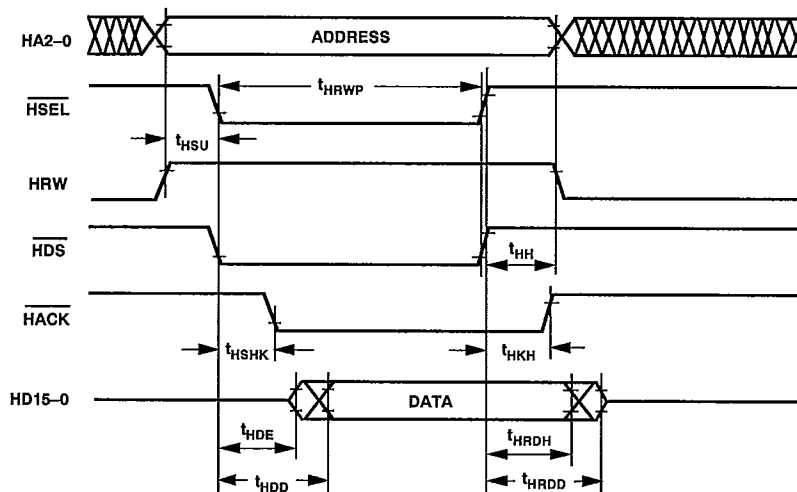 HA2–0 ADDRESS
HSEL tHRWP
tHSU
HRW
HDS
tHH
HACK
tHSHK tHKH
HD15–0 DATA
tHDE tHRDH
tHDD tHRDD